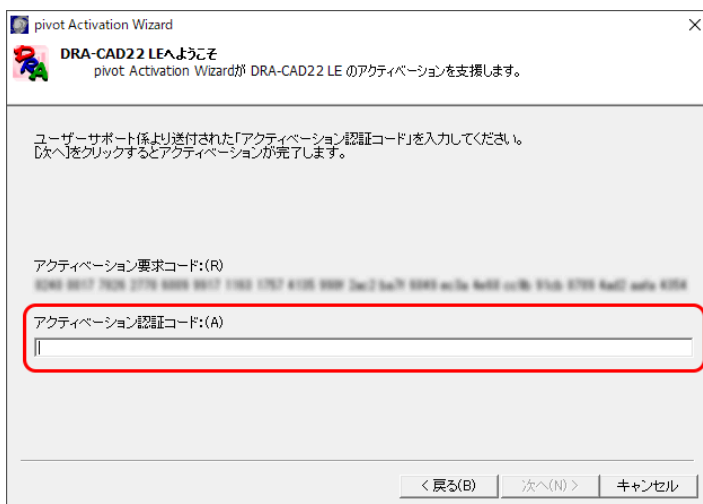 pivot Activation Wizard
DRA
DRA-CAD22 LEへようこそ
pivot Activation Wizardが DRA-CAD22 LE のアクティベーションを支援します。
ユーザーサポート係より送付された「アクティベーション認証コード」を入力してください。
[次へ]をクリックするとアクティベーションが完了します。
アクティベーション要求コード:(R)
アクティベーション認証コード:(A)
< 戻る(B)
次へ(N) >
キャンセル